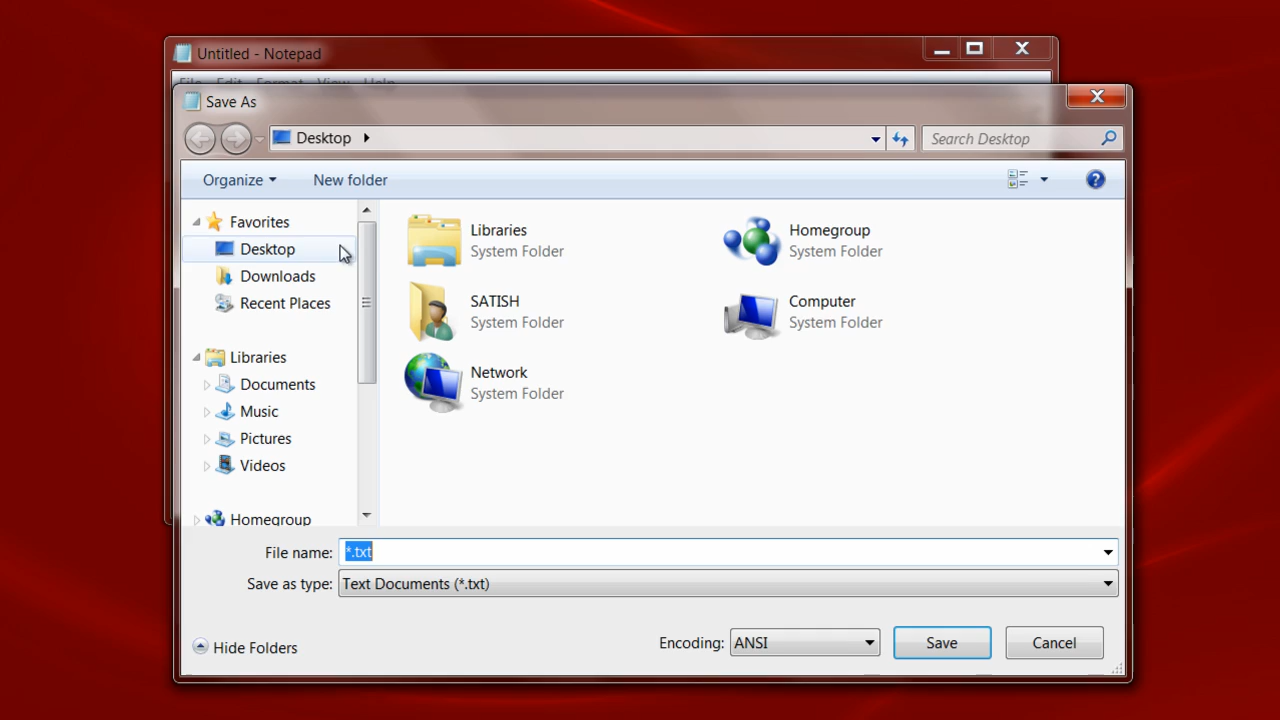 Untitled - Notepad
File Edit Format View Help
Save As
Desktop
Search Desktop
Organize New folder
Favorites
Desktop
Downloads
Recent Places
Libraries
Documents
Music
Pictures
Videos
Homegroup
Libraries
System Folder
Homegroup
System Folder
SATISH
System Folder
Computer
System Folder
Network
System Folder
File name: *.txt
Save as type: Text Documents (*.txt)
Hide Folders
Encoding: ANSI
Save
Cancel